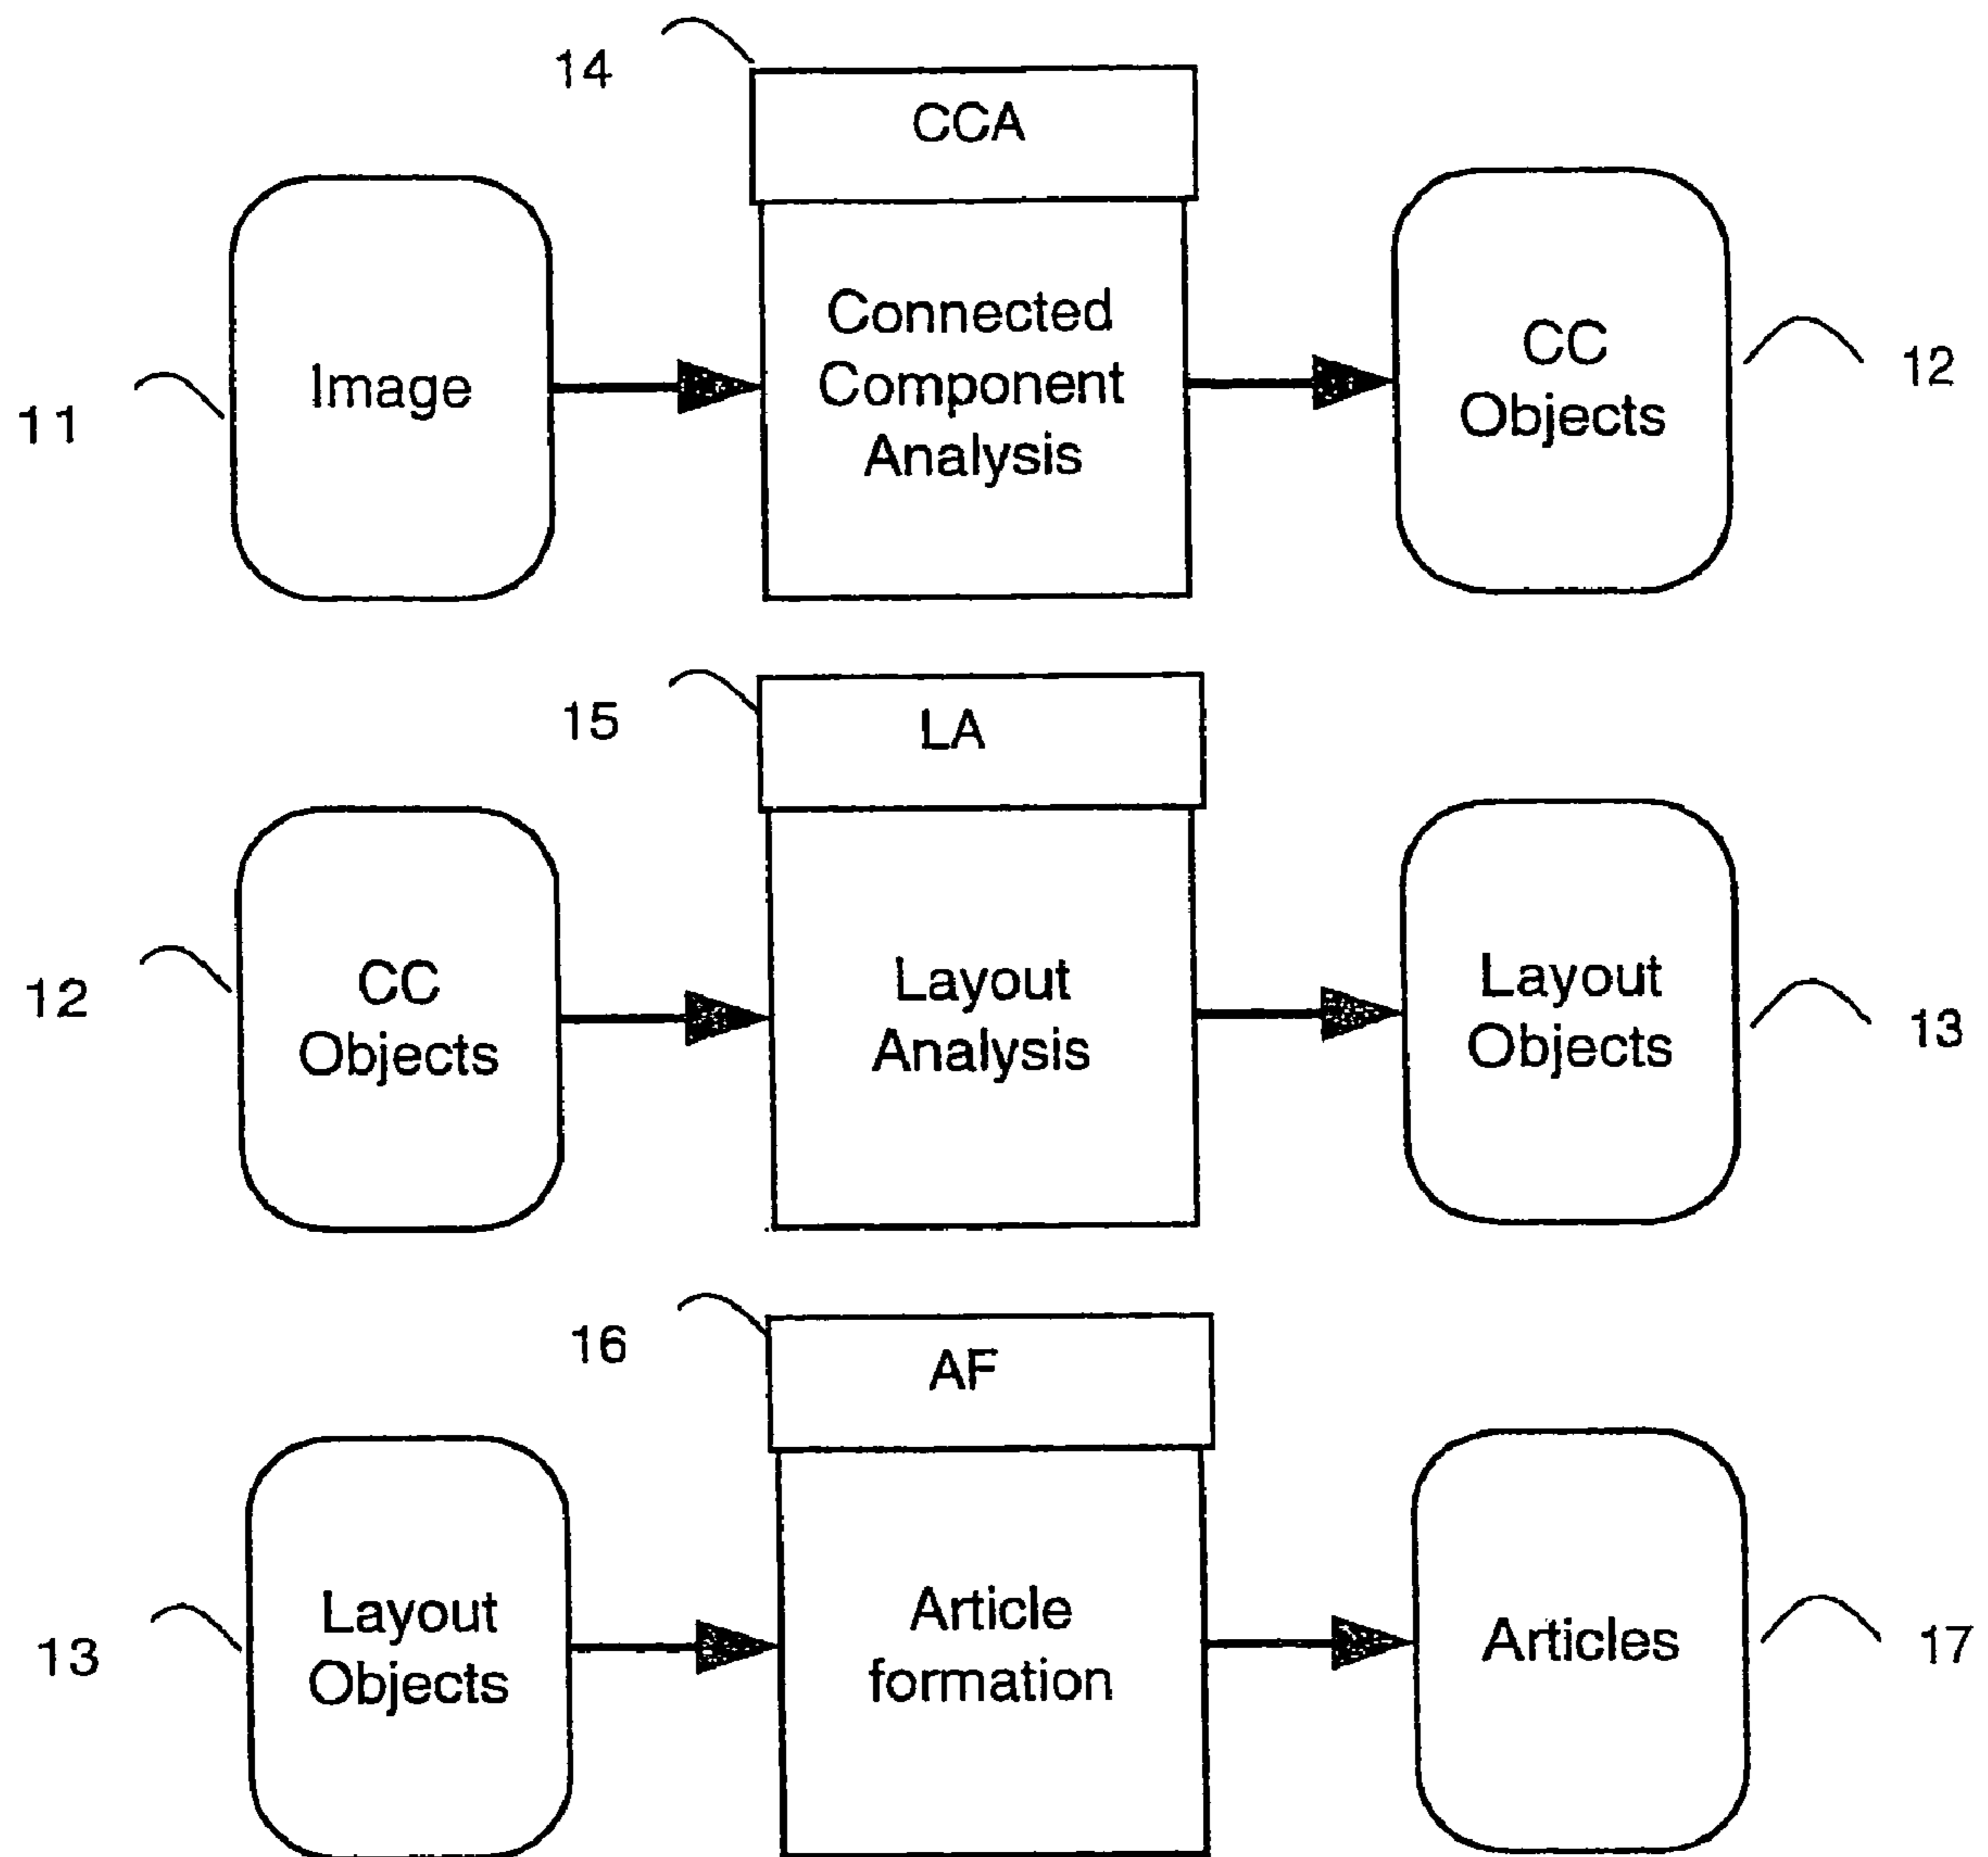 14
CCA
11
Image
Connected
Component
Analysis
CC
Objects
12
15
LA
12
CC
Objects
Layout
Analysis
Layout
Objects
13
16
AF
13
Layout
Objects
Article
formation
Articles
17